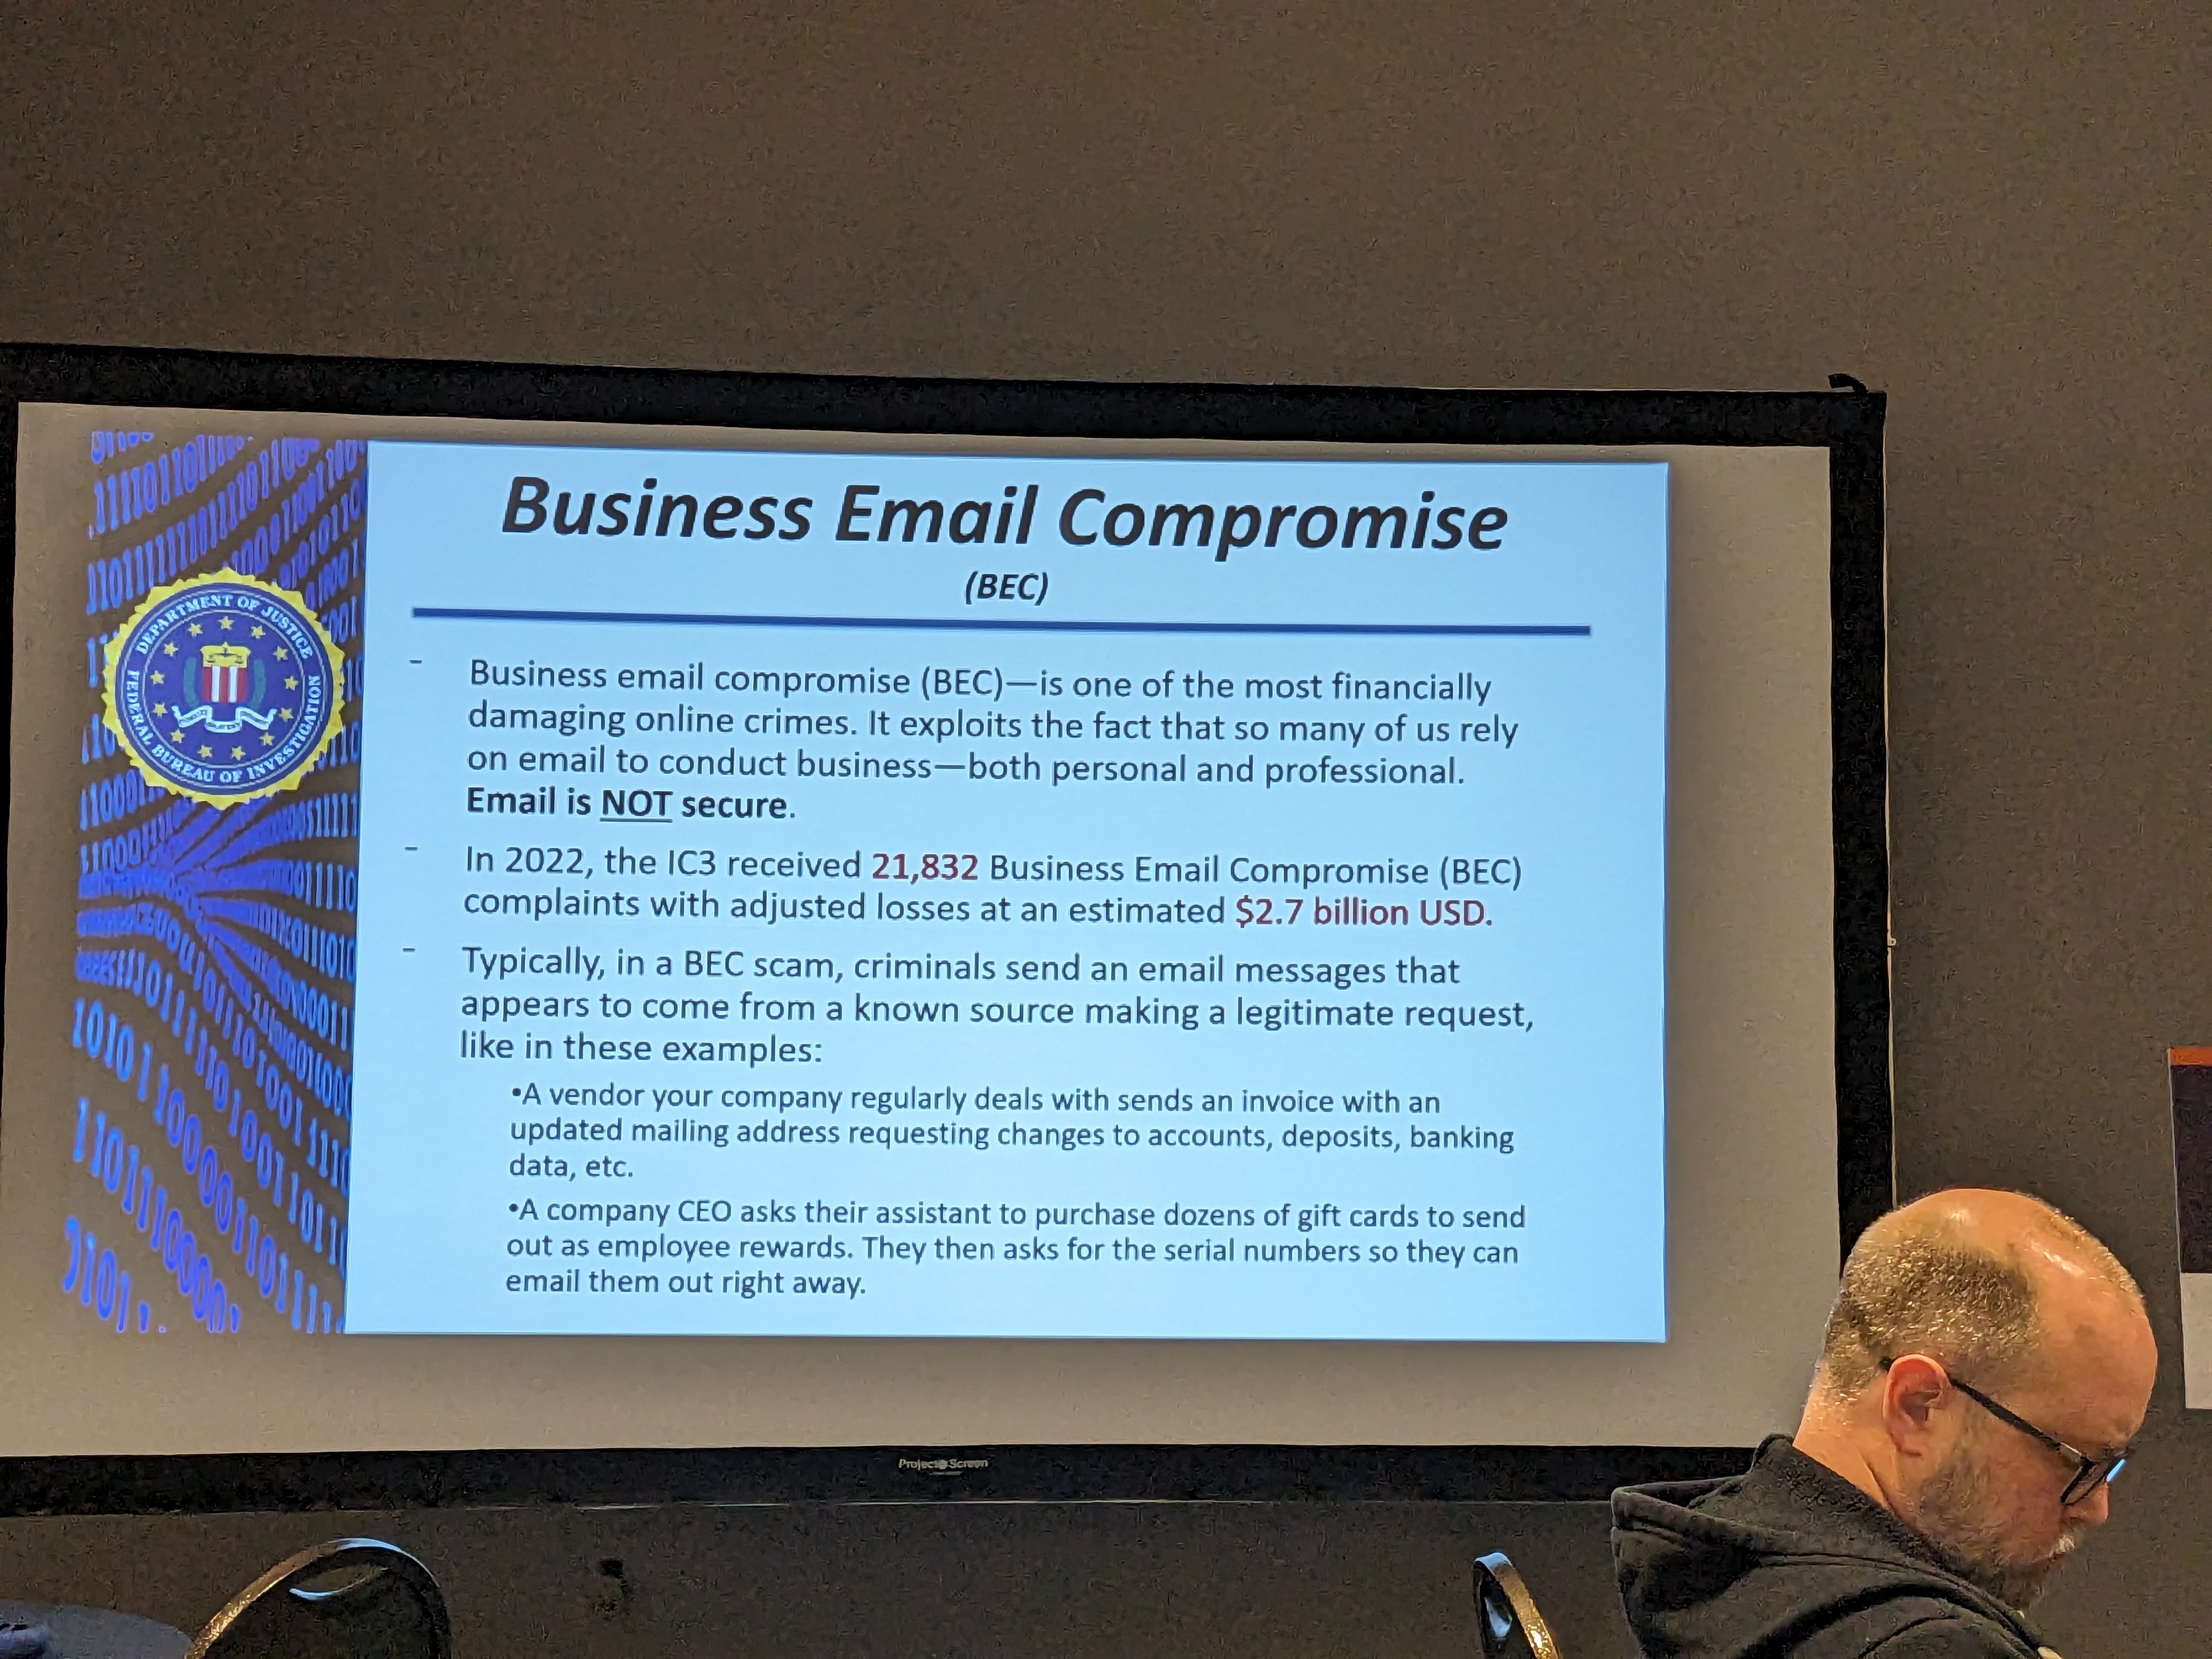 Business Email Compromise
(BEC)
DEPARTMENT OF JUSTICE
FEDERAL BUREAU OF INVESTIGATION
- Business email compromise (BEC)—is one of the most financially
damaging online crimes. It exploits the fact that so many of us rely
on email to conduct business—both personal and professional.
Email is NOT secure.
- In 2022, the IC3 received 21,832 Business Email Compromise (BEC)
complaints with adjusted losses at an estimated $2.7 billion USD.
- Typically, in a BEC scam, criminals send an email messages that
appears to come from a known source making a legitimate request,
like in these examples:
•A vendor your company regularly deals with sends an invoice with an
updated mailing address requesting changes to accounts, deposits, banking
data, etc.
•A company CEO asks their assistant to purchase dozens of gift cards to send
out as employee rewards. They then asks for the serial numbers so they can
email them out right away.
Project Screen